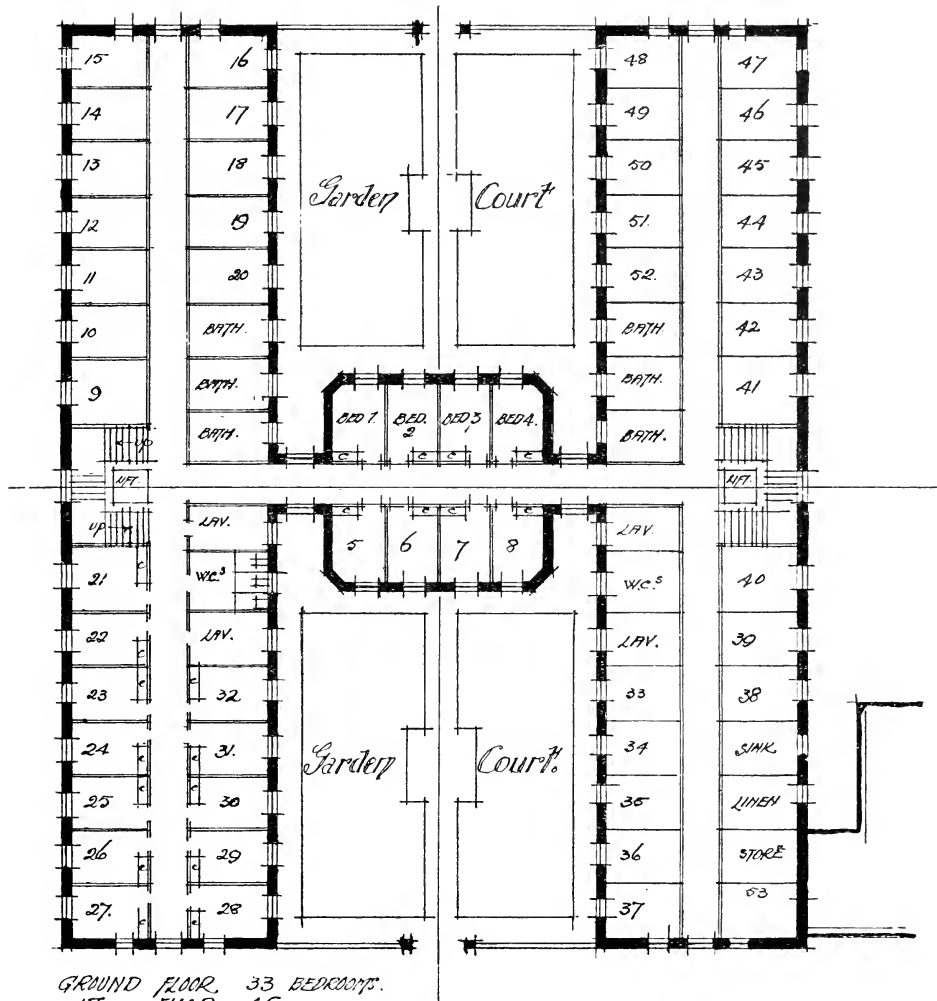 15 16 48 47
14 17 49 46
13 18 50 45
Garden Court
12 19 51. 44
11 20 52. 43
10 BATH. BATH 42
9 BATH. BATH. 41
BED 1. BED. 2 BED 3, BED 4.
BATH. BATH.
UP
C C C C
LIFT. LIFT.
C C C C
UP LAV. LAV.
5 6 7 8
21 C W.C.S W.C.S 40
22 LAV. LAV. 39
C C
23 32 33 38
24 31. 34 SINK.
C C
Garden Court.
25 C C 30 35 LINEN
26 29 36 STORE
C C
53
27. 28 37
C C
GROUND FLOOR, 33 BEDROOMS.